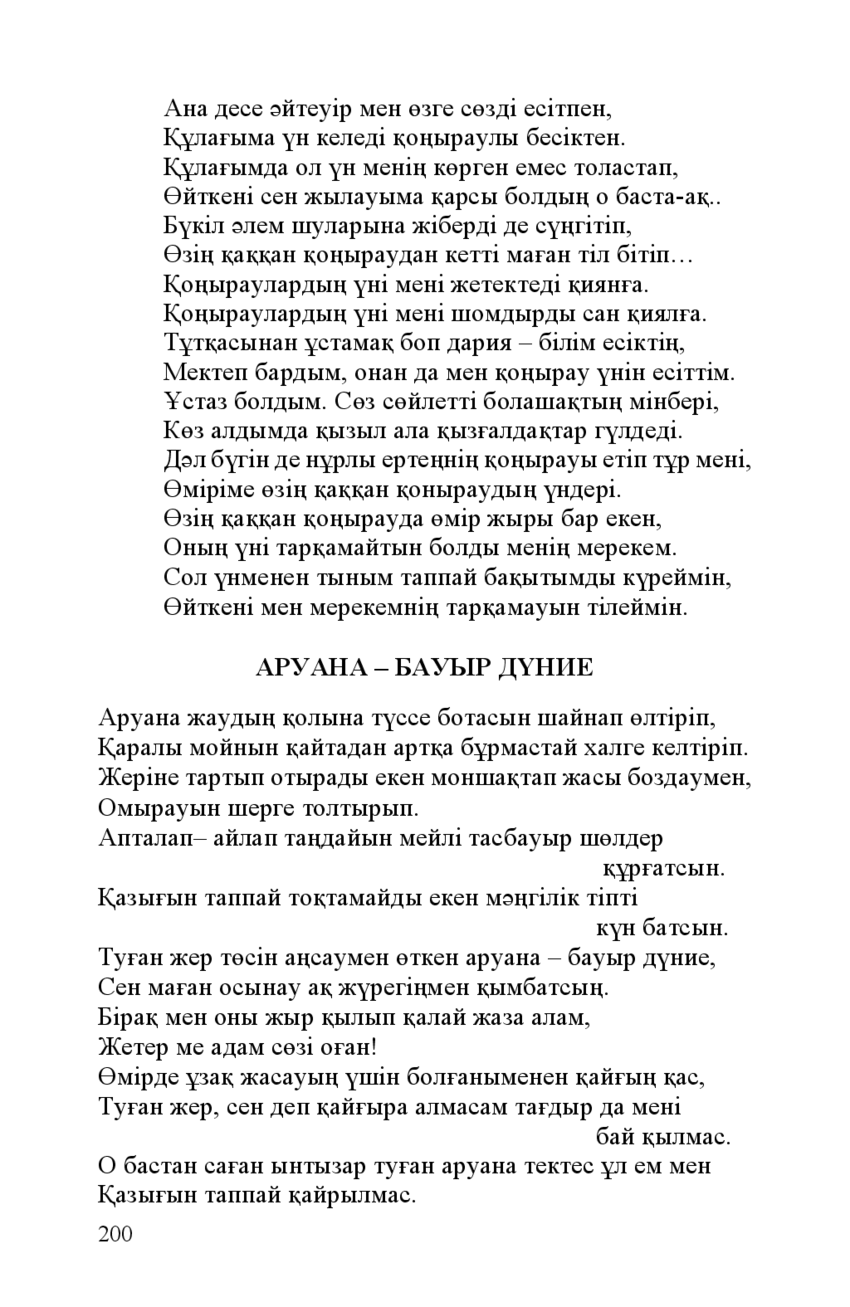 Ана десе әйтеуір мен өзге сөзді есітпен,
Құлағыма үн келеді қоңыраулы бесіктен.
Құлағымда ол үн менің көрген емес толастап,
Өйткені сен жылауыма қарсы болдың о баста-ақ..
Бүкіл әлем шуларына жіберді де сүңгітіп,
Өзің қаққан қоңыраудан кетті маған тіл бітіп…
Қоңыраулардың үні мені жетектеді қиянға.
Қоңыраулардың үні мені шомдырды сан қиялға.
Тұтқасынан ұстамақ боп дария – білім есіктің,
Мектеп бардым, онан да мен қоңырау үнін есіттім.
Ұстаз болдым. Сөз сөйлетті болашақтың мінбері,
Көз алдымда қызыл ала қызғалдақтар гүлдеді.
Дәл бүгін де нұрлы ертеңнің қоңырауы етіп тұр мені,
Өміріме өзің қаққан қоныраудың үндері.
Өзің қаққан қоңырауда өмір жыры бар екен,
Оның үні тарқамайтын болды менің мерекем.
Сол үнменен тыным таппай бақытымды күреймін,
Өйткені мен мерекемнің тарқамауын тілеймін.
АРУАНА – БАУЫР ДҮНИЕ
Аруана жаудың қолына түссе ботасын шайнап өлтіріп,
Қаралы мойнын қайтадан артқа бұрмастай халге келтіріп.
Жеріне тартып отырады екен моншақтап жасы боздаумен,
Омырауын шерге толтырып.
Апталап– айлап таңдайын мейлі тасбауыр шөлдер
құрғатсын.
Қазығын таппай тоқтамайды екен мәңгілік тіпті
күн батсын.
Туған жер төсін аңсаумен өткен аруана – бауыр дүние,
Сен маған осынау ақ жүрегіңмен қымбатсың.
Бірақ мен оны жыр қылып қалай жаза алам,
Жетер ме адам сөзі оған!
Өмірде ұзақ жасауың үшін болғаныменен қайғың қас,
Туған жер, сен деп қайғыра алмасам тағдыр да мені
бай қылмас.
О бастан саған ынтызар туған аруана тектес ұл ем мен
Қазығын таппай қайрылмас.
200